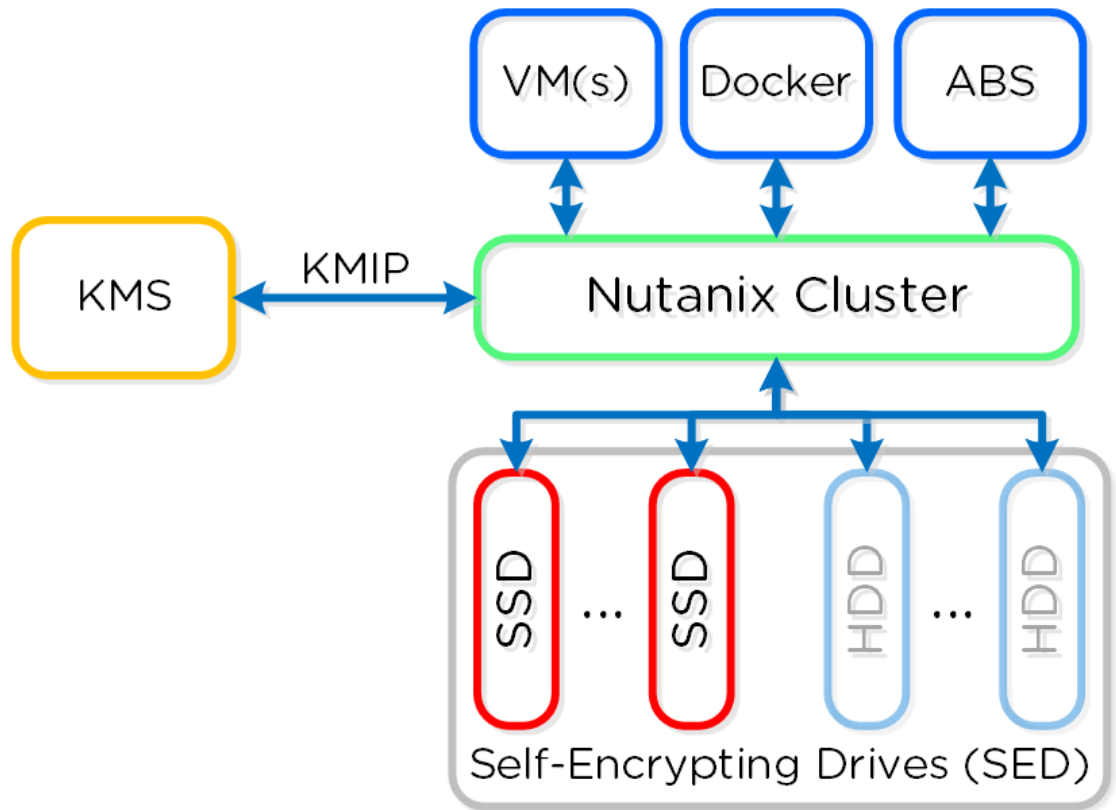 VM(s)
Docker
ABS
KMS
KMIP
Nutanix Cluster
SSD
...
SSD
HDD
...
HDD
Self-Encrypting Drives (SED)